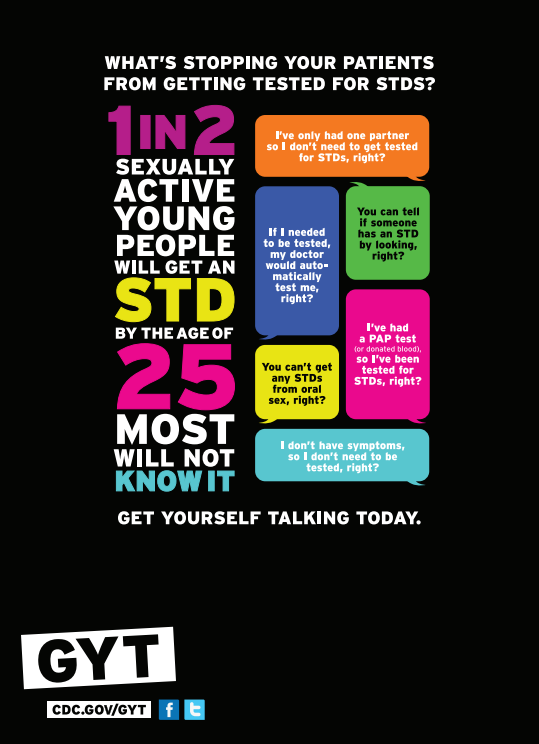 WHAT'S STOPPING YOUR PATIENTS
FROM GETTING TESTED FOR STDS?
1 IN 2
SEXUALLY
ACTIVE
YOUNG
PEOPLE
WILL GET AN
STD
BY THE AGE OF
25
MOST
WILL NOT
KNOW IT
I've only had one partner
so I don't need to get tested
for STDs, right?
If I needed
to be tested,
my doctor
would auto-
matically
test me,
right?
You can tell
if someone
has an STD
by looking,
right?
I've had
a PAP test
(or donated blood),
so I've been
tested for
STDs, right?
You can't get
any STDs
from oral
sex, right?
I don't have symptoms,
so I don't need to be
tested, right?
GET YOURSELF TALKING TODAY.
GYT
CDC.GOV/GYT f t